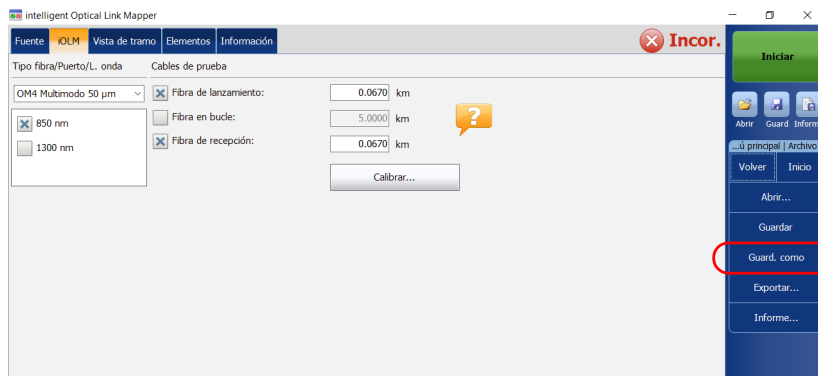 intelligent Optical Link Mapper
Fuente iOLM Vista de tramo Elementos Información
Incor.
Iniciar
Tipo fibra/Puerto/L. onda Cables de prueba
OM4 Multimodo 50 µm
Fibra de lanzamiento: 0.0670 km
850 nm
Fibra en bucle: 5.0000 km
1300 nm
Fibra de recepción: 0.0670 km
Calibrar...
Abrir Guard Inform
...ú principal | Archivo
Volver Inicio
Abrir...
Guardar
Guard. como
Exportar...
Informe...